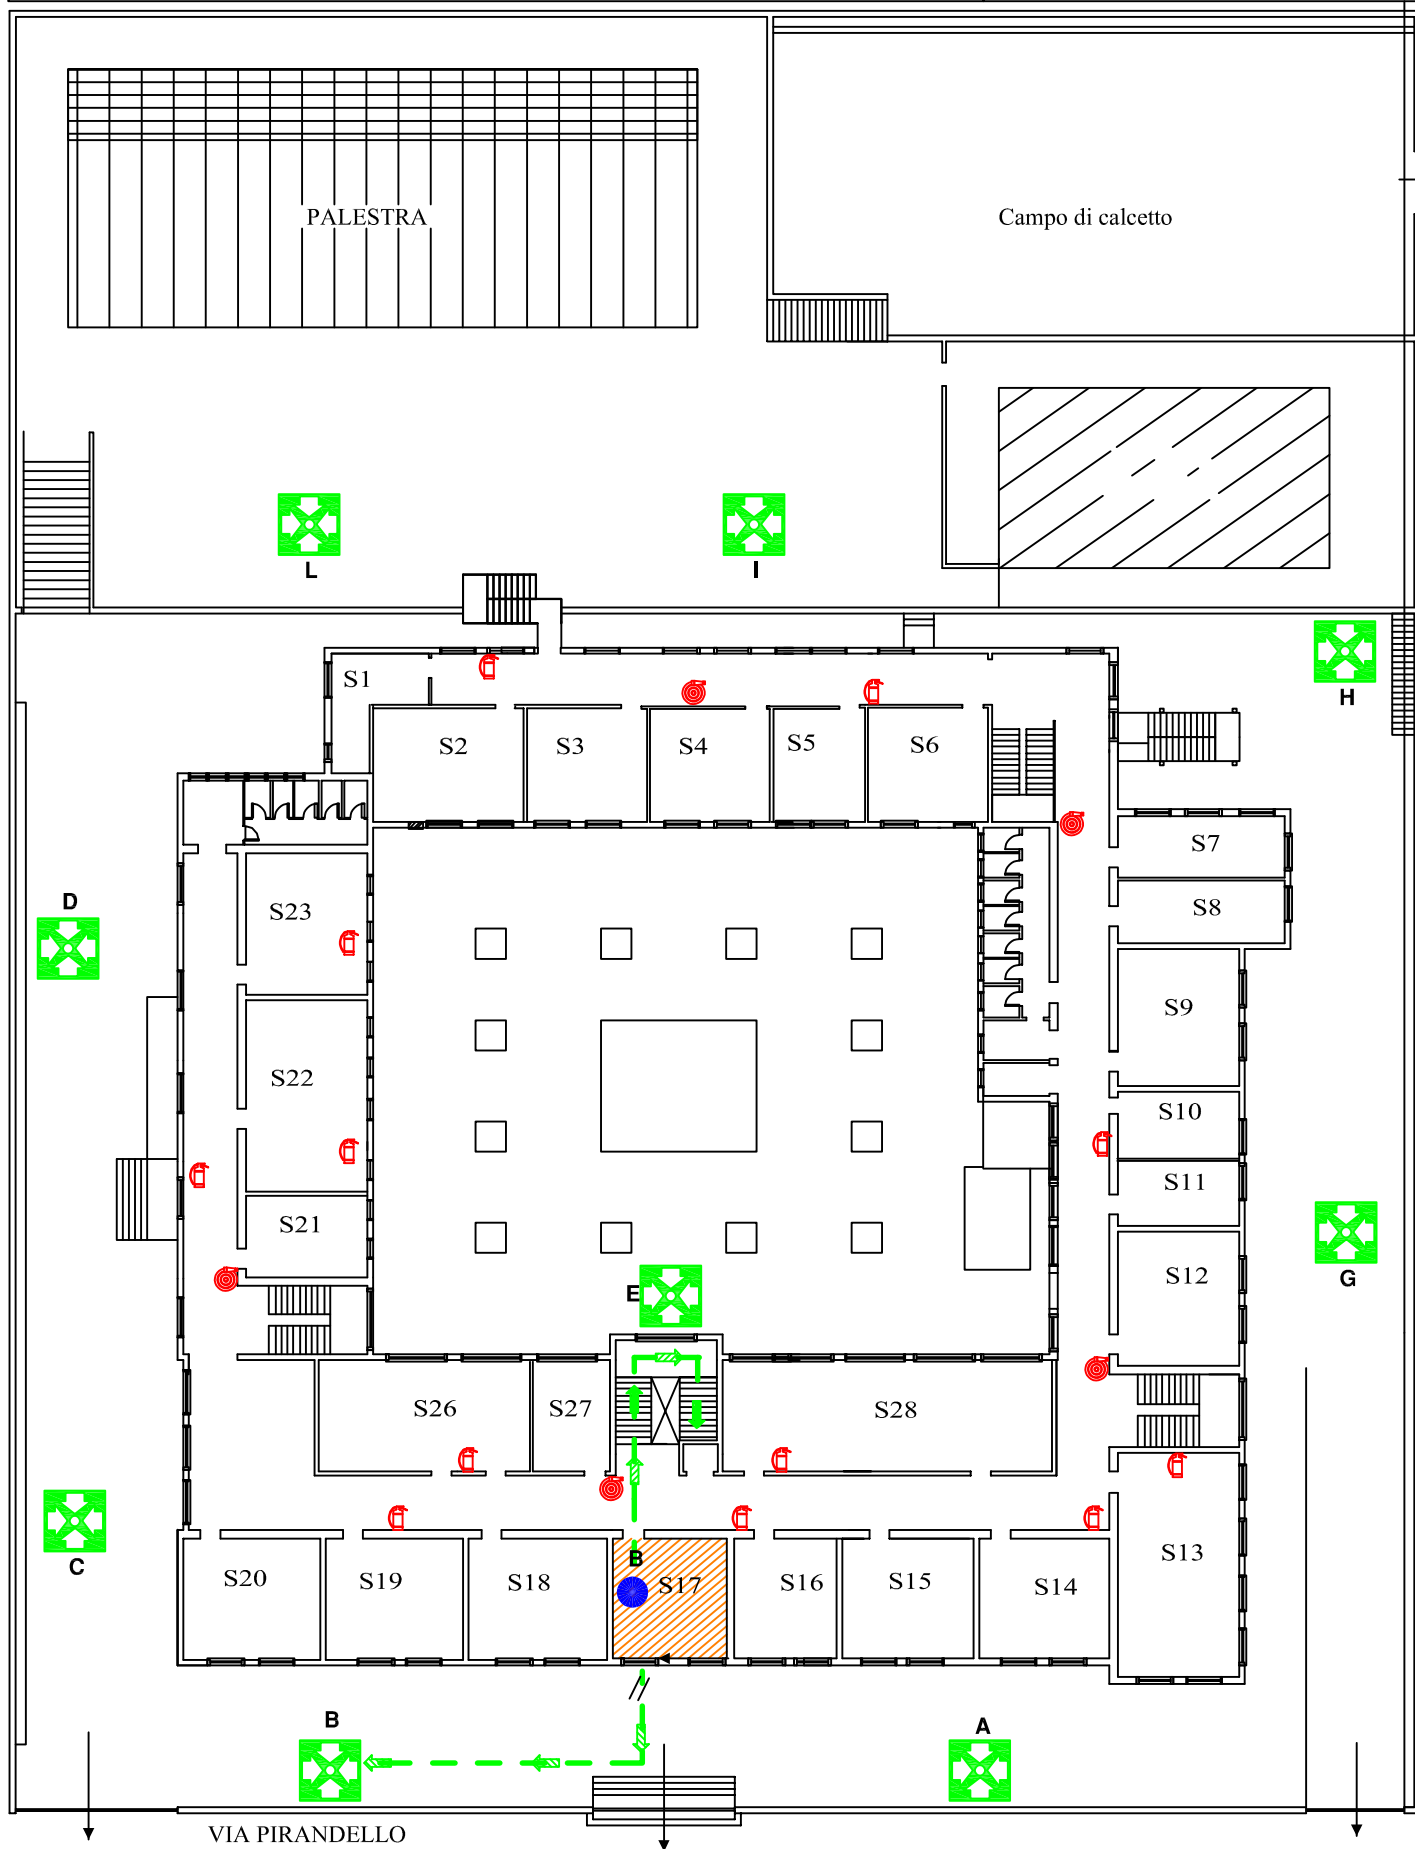 PALESTRA
Campo di calcetto
L
I
H
S1
S2
S3
S4
S5
S6
S7
S8
D
S23
S9
S22
S10
S11
S21
S12
G
E
S26
S27
S28
C
S20
S19
S18
B
S17
S16
S15
S14
S13
B
A
VIA PIRANDELLO